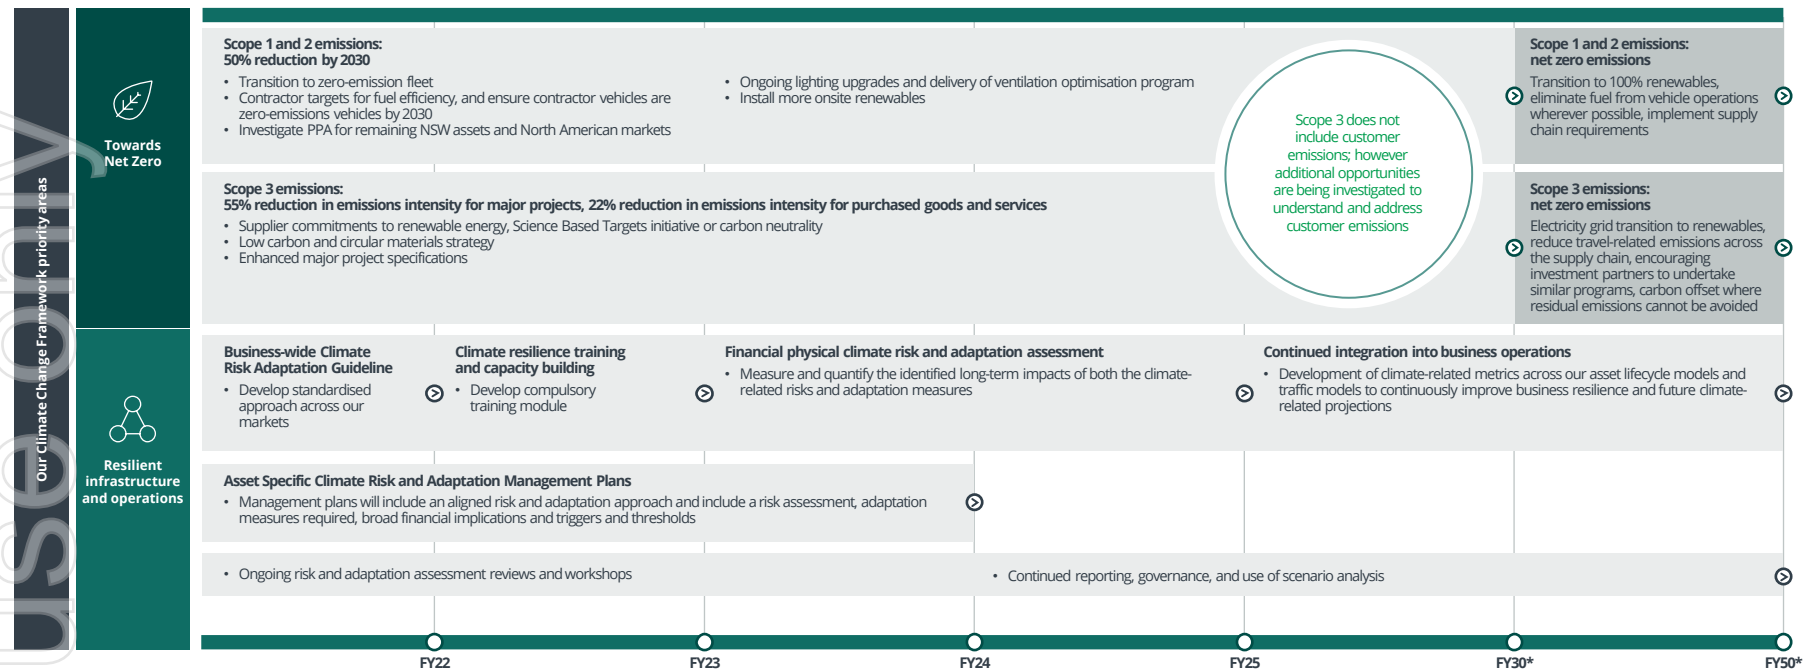 Our Climate Change Framework priority areas
use only
Towards
Net Zero
Scope 1 and 2 emissions:
50% reduction by 2030
• Transition to zero-emission fleet
• Contractor targets for fuel efficiency, and ensure contractor vehicles are
zero-emissions vehicles by 2030
• Investigate PPA for remaining NSW assets and North American markets
• Ongoing lighting upgrades and delivery of ventilation optimisation program
• Install more onsite renewables
Scope 1 and 2 emissions:
net zero emissions
Transition to 100% renewables,
eliminate fuel from vehicle operations
wherever possible, implement supply
chain requirements
Scope 3 does not
include customer
emissions; however
additional opportunities
are being investigated to
understand and address
customer emissions
Scope 3 emissions:
55% reduction in emissions intensity for major projects, 22% reduction in emissions intensity for purchased goods and services
• Supplier commitments to renewable energy, Science Based Targets initiative or carbon neutrality
• Low carbon and circular materials strategy
• Enhanced major project specifications
Scope 3 emissions:
net zero emissions
Electricity grid transition to renewables,
reduce travel-related emissions across
the supply chain, encouraging
investment partners to undertake
similar programs, carbon offset where
residual emissions cannot be avoided
Resilient
infrastructure
and operations
Business-wide Climate
Risk Adaptation Guideline
• Develop standardised
approach across our
markets
Climate resilience training
and capacity building
• Develop compulsory
training module
Financial physical climate risk and adaptation assessment
• Measure and quantify the identified long-term impacts of both the climate-
related risks and adaptation measures
Continued integration into business operations
• Development of climate-related metrics across our asset lifecycle models and
traffic models to continuously improve business resilience and future climate-
related projections
Asset Specific Climate Risk and Adaptation Management Plans
• Management plans will include an aligned risk and adaptation approach and include a risk assessment, adaptation
measures required, broad financial implications and triggers and thresholds
• Ongoing risk and adaptation assessment reviews and workshops
• Continued reporting, governance, and use of scenario analysis
FY22
FY23
FY24
FY25
FY30*
FY50*